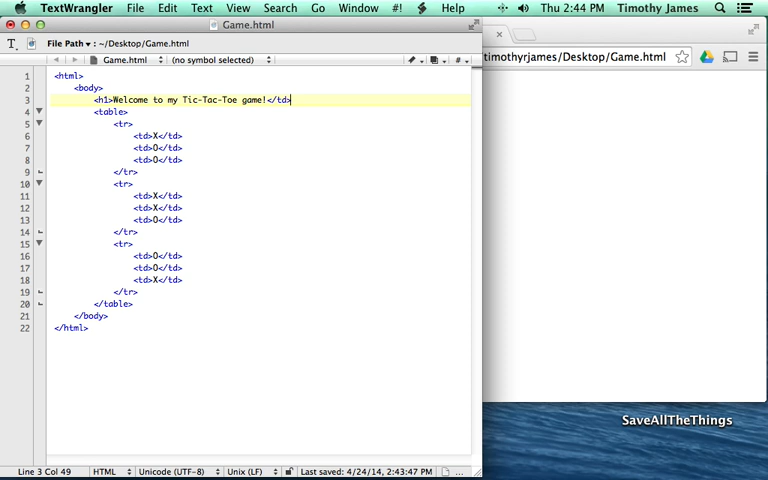 TextWrangler File Edit Text View Search Go Window #! Help Thu 2:44 PM Timothy James
Game.html
File Path ▾ : ~/Desktop/Game.html
timothyrjames/Desktop/Game.html
Game.html (no symbol selected) #
1 <html>
2 <body>
3 <h1>Welcome to my Tic-Tac-Toe game!</td>
4 <table>
5 <tr>
6 <td>X</td>
7 <td>O</td>
8 <td>O</td>
9 </tr>
10 <tr>
11 <td>X</td>
12 <td>X</td>
13 <td>O</td>
14 </tr>
15 <tr>
16 <td>O</td>
17 <td>O</td>
18 <td>X</td>
19 </tr>
20 </table>
21 </body>
22 </html>
SaveAllTheThings
Line 3 Col 49 HTML Unicode (UTF-8) Unix (LF) Last saved: 4/24/14, 2:43:47 PM ...